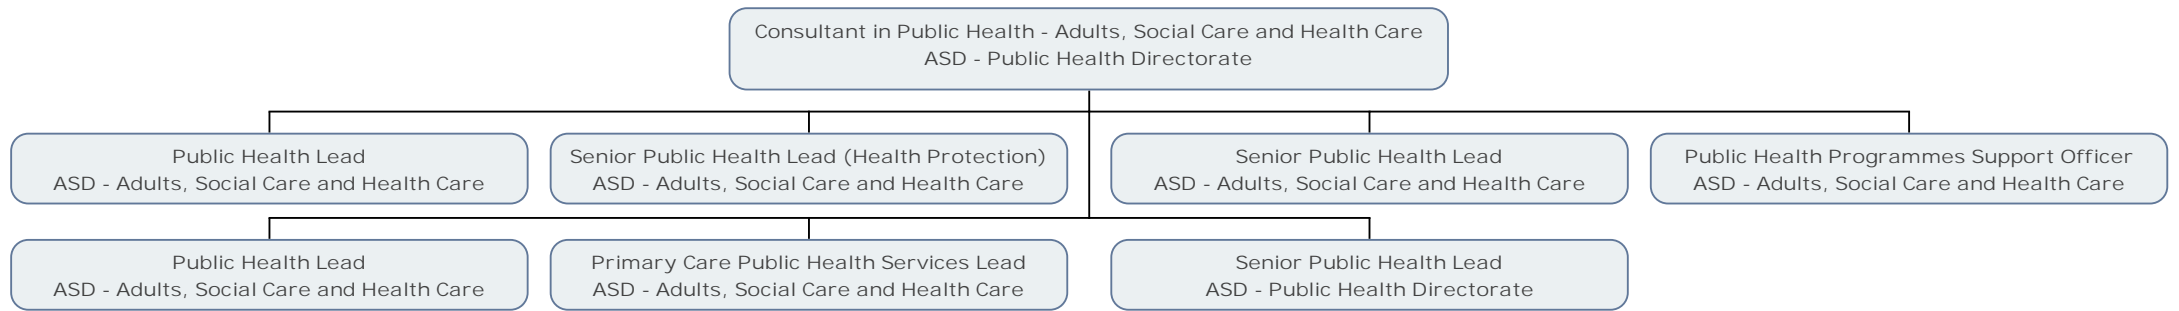 Consultant in Public Health - Adults, Social Care and Health Care
ASD - Public Health Directorate
Public Health Lead
ASD - Adults, Social Care and Health Care
Senior Public Health Lead (Health Protection)
ASD - Adults, Social Care and Health Care
Senior Public Health Lead
ASD - Adults, Social Care and Health Care
Public Health Programmes Support Officer
ASD - Adults, Social Care and Health Care
Public Health Lead
ASD - Adults, Social Care and Health Care
Primary Care Public Health Services Lead
ASD - Adults, Social Care and Health Care
Senior Public Health Lead
ASD - Public Health Directorate